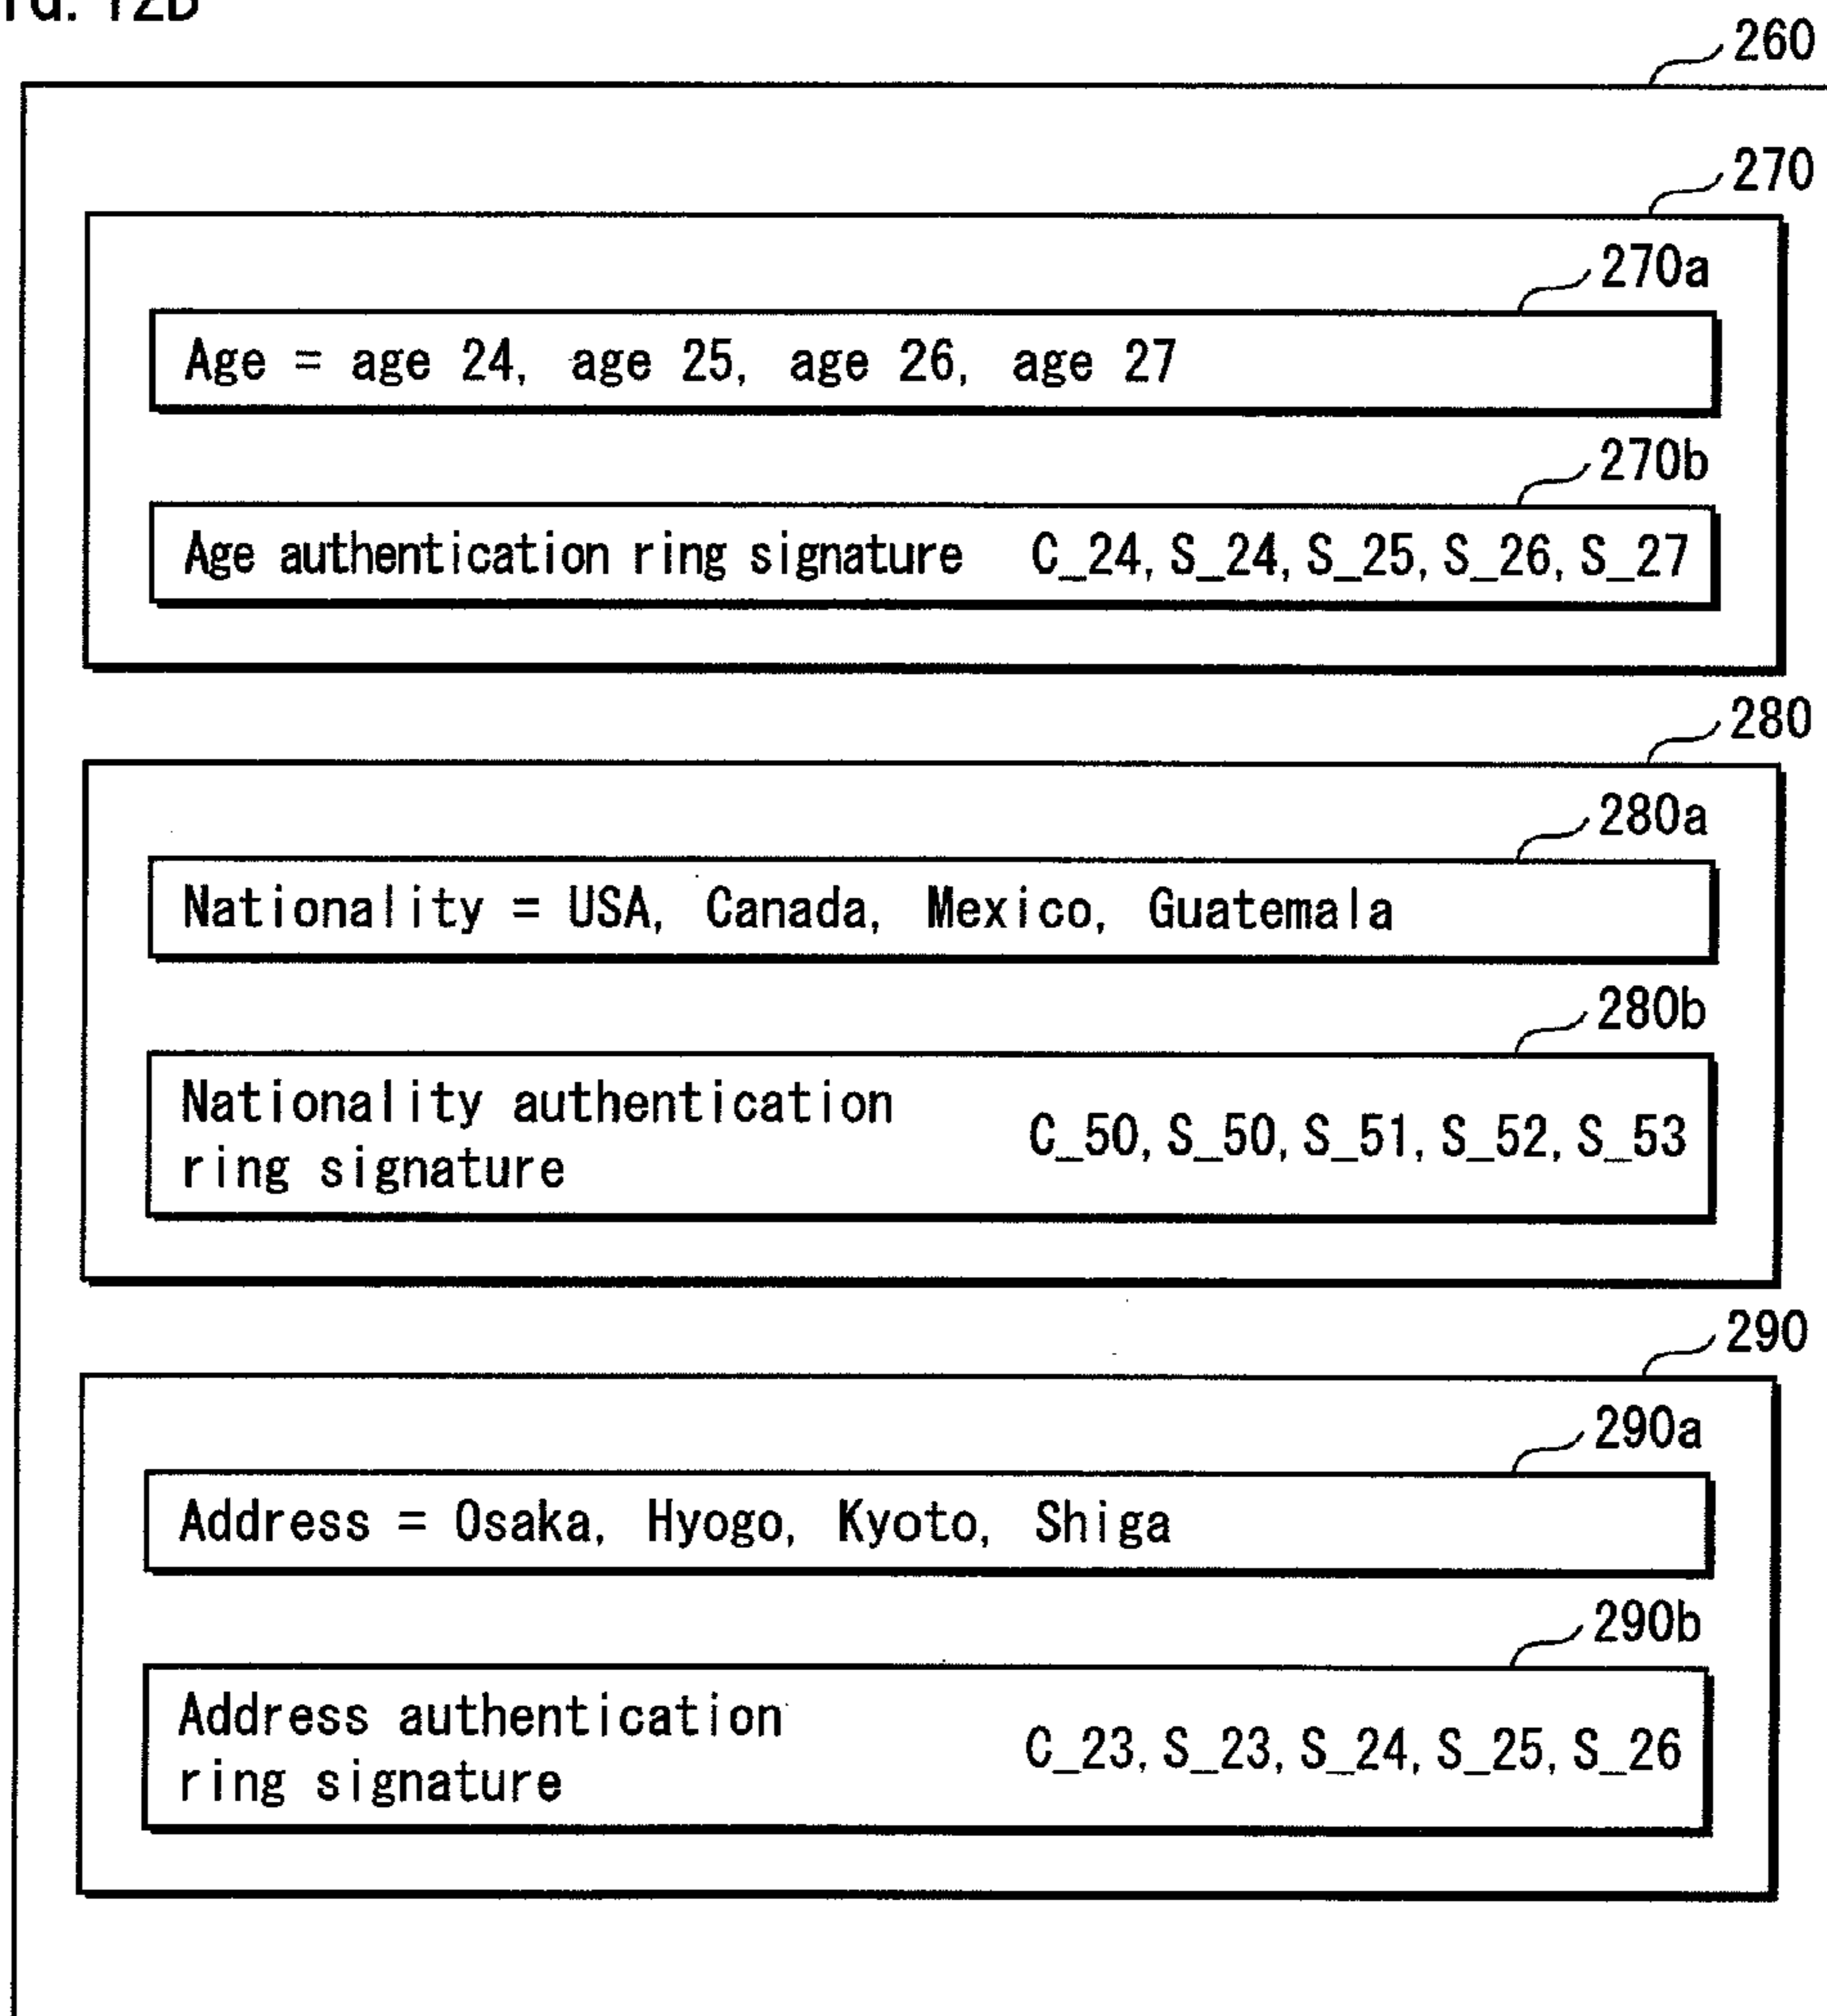 12B
260
270
270a
Age = age 24, age 25, age 26, age 27
270b
Age authentication ring signature C_24, S_24, S_25, S_26, S_27
280
280a
Nationality = USA, Canada, Mexico, Guatemala
280b
Nationality authentication
ring signature
C_50, S_50, S_51, S_52, S_53
290
290a
Address = Osaka, Hyogo, Kyoto, Shiga
290b
Address authentication
ring signature
C_23, S_23, S_24, S_25, S_26